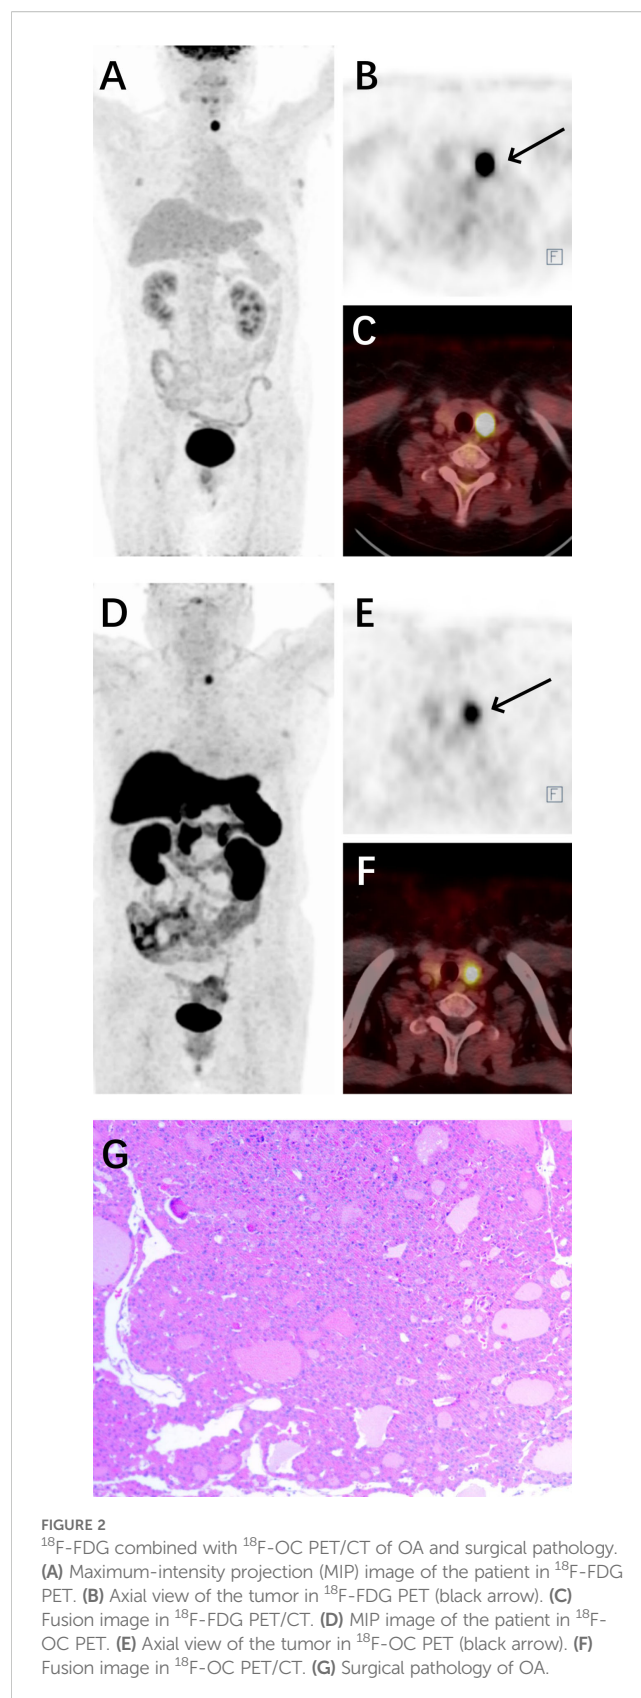 A
B
F
C
D
E
F
F
G
FIGURE 2
¹⁸F-FDG combined with ¹⁸F-OC PET/CT of OA and surgical pathology.
(A) Maximum-intensity projection (MIP) image of the patient in ¹⁸F-FDG
PET. (B) Axial view of the tumor in ¹⁸F-FDG PET (black arrow). (C)
Fusion image in ¹⁸F-FDG PET/CT. (D) MIP image of the patient in ¹⁸F-
OC PET. (E) Axial view of the tumor in ¹⁸F-OC PET (black arrow). (F)
Fusion image in ¹⁸F-OC PET/CT. (G) Surgical pathology of OA.